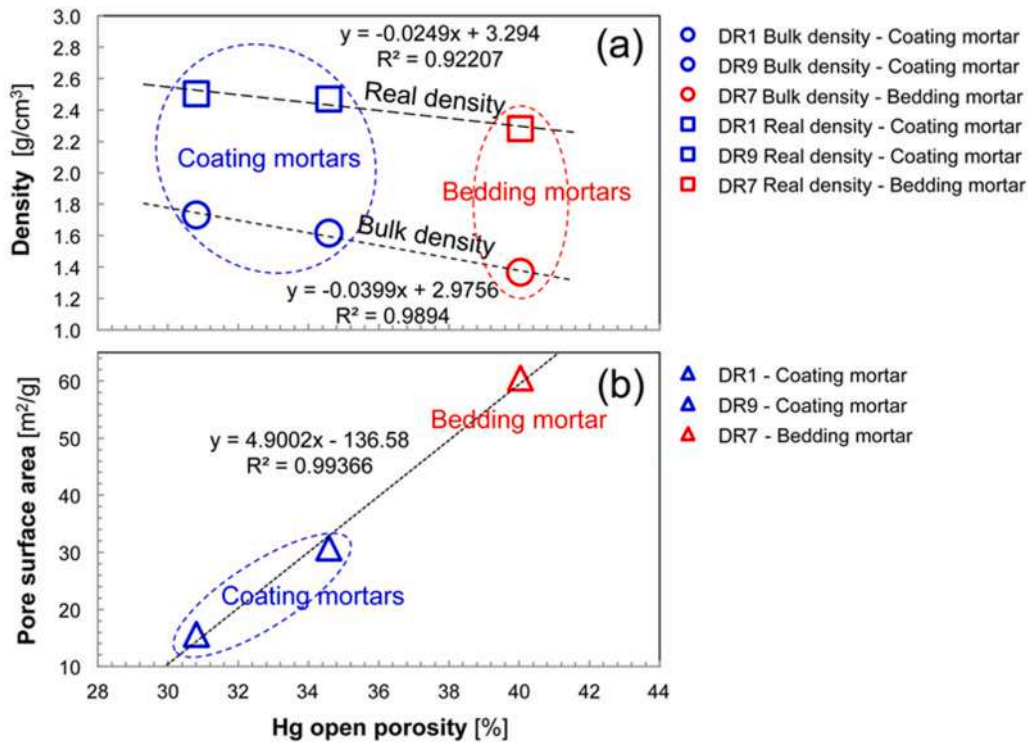 3.0
2.8
2.6
2.4
2.2
2.0
1.8
1.6
1.4
1.2
1.0
Density [g/cm³]
y = -0.0249x + 3.294
R² = 0.92207
(a)
Real density
Coating mortars
Bedding mortars
Bulk density
y = -0.0399x + 2.9756
R² = 0.9894
DR1 Bulk density - Coating mortar
DR9 Bulk density - Coating mortar
DR7 Bulk density - Bedding mortar
DR1 Real density - Coating mortar
DR9 Real density - Coating mortar
DR7 Real density - Bedding mortar
60
50
40
30
20
10
Pore surface area [m²/g]
(b)
Bedding mortar
y = 4.9002x - 136.58
R² = 0.99366
Coating mortars
DR1 - Coating mortar
DR9 - Coating mortar
DR7 - Bedding mortar
28 30 32 34 36 38 40 42 44
Hg open porosity [%]